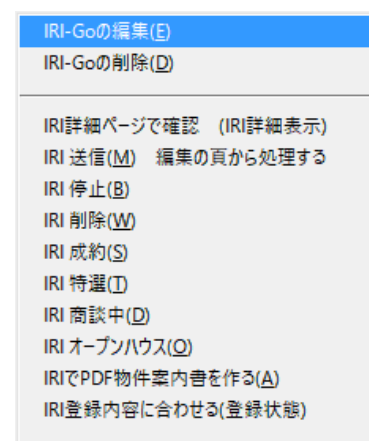 IRI-Goの編集(E)
IRI-Goの削除(D)
IRI詳細ページで確認　(IRI詳細表示)
IRI 送信(M)　編集の頁から処理する
IRI 停止(B)
IRI 削除(W)
IRI 成約(S)
IRI 特選(T)
IRI 商談中(D)
IRI オープンハウス(O)
IRIでPDF物件案内書を作る(A)
IRI登録内容に合わせる(登録状態)